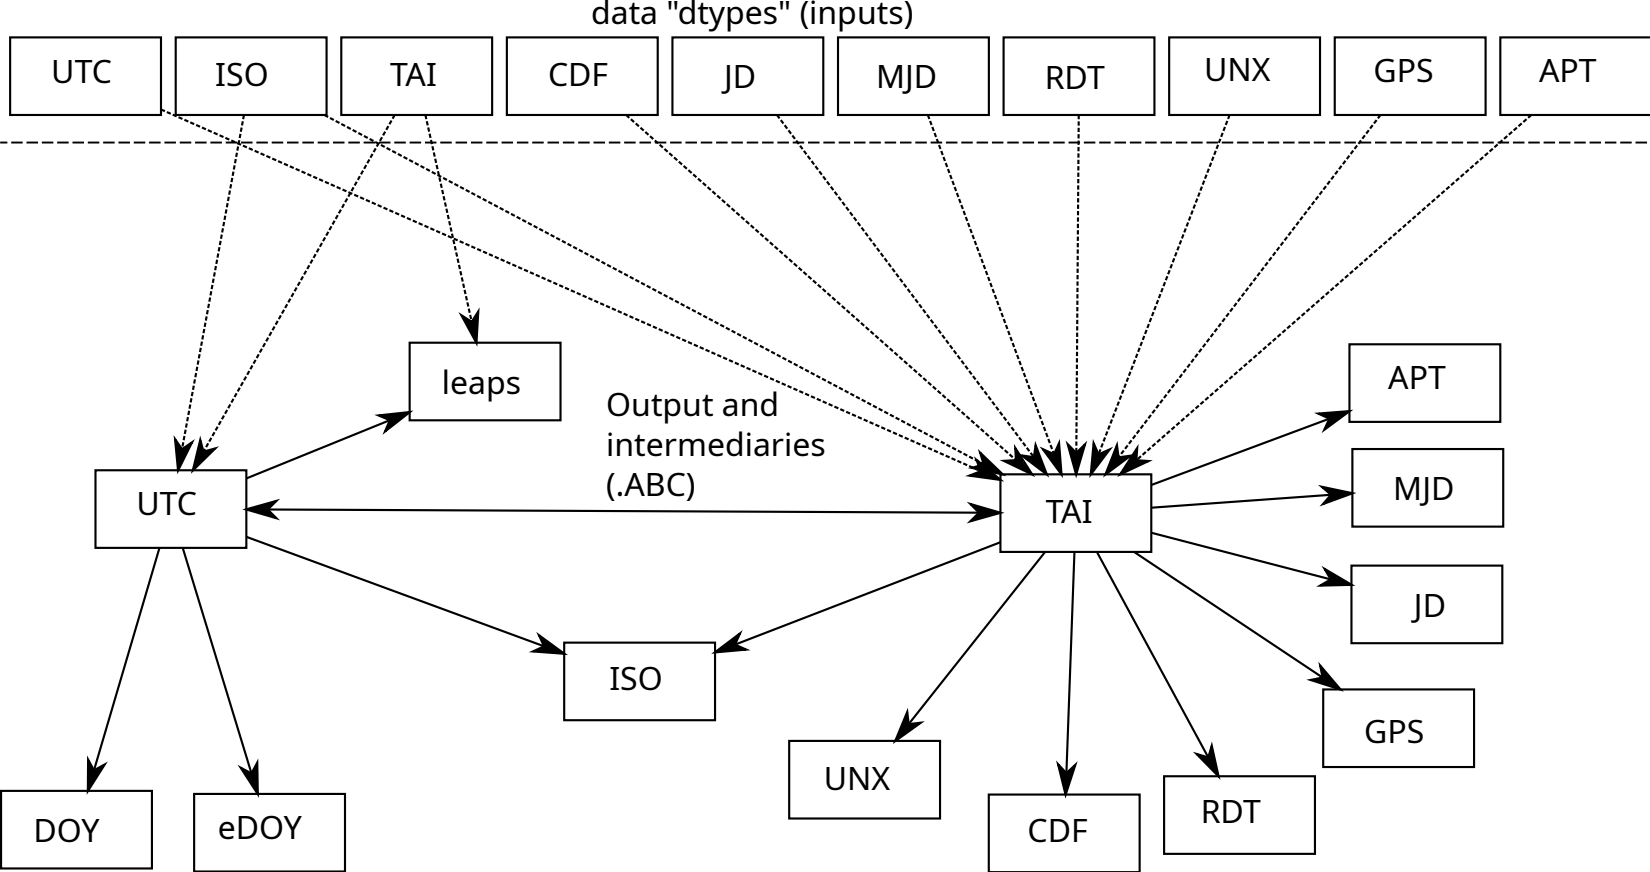 data "dtypes" (inputs)
UTC
ISO
TAI
CDF
JD
MJD
RDT
UNX
GPS
APT
leaps
Output and
intermediaries
(.ABC)
APT
UTC
TAI
MJD
JD
ISO
GPS
UNX
RDT
DOY
eDOY
CDF